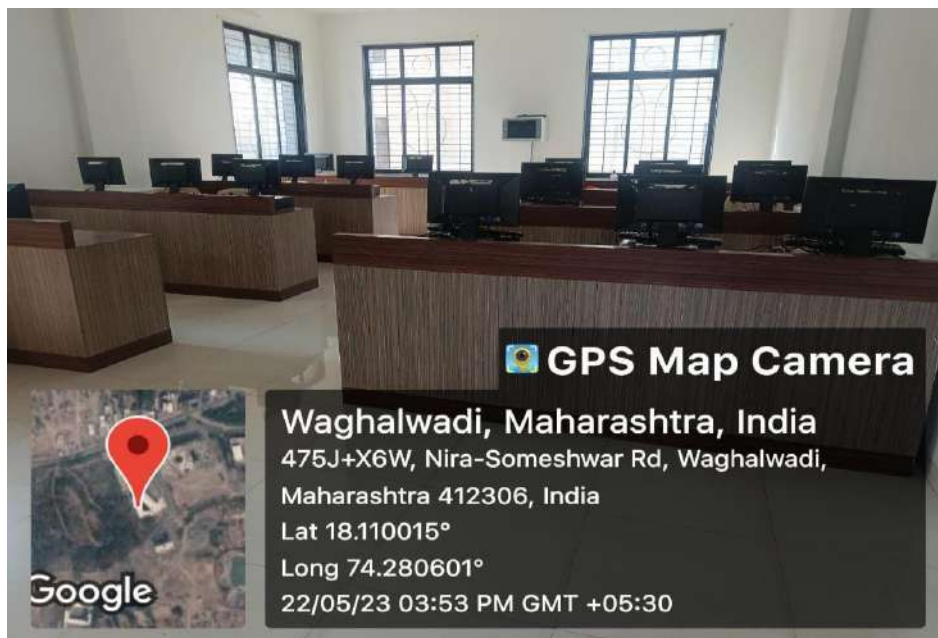 GPS Map Camera
Waghalwadi, Maharashtra, India
475J+X6W, Nira-Someshwar Rd, Waghalwadi,
Maharashtra 412306, India
Lat 18.110015°
Long 74.280601°
22/05/23 03:53 PM GMT +05:30
Google